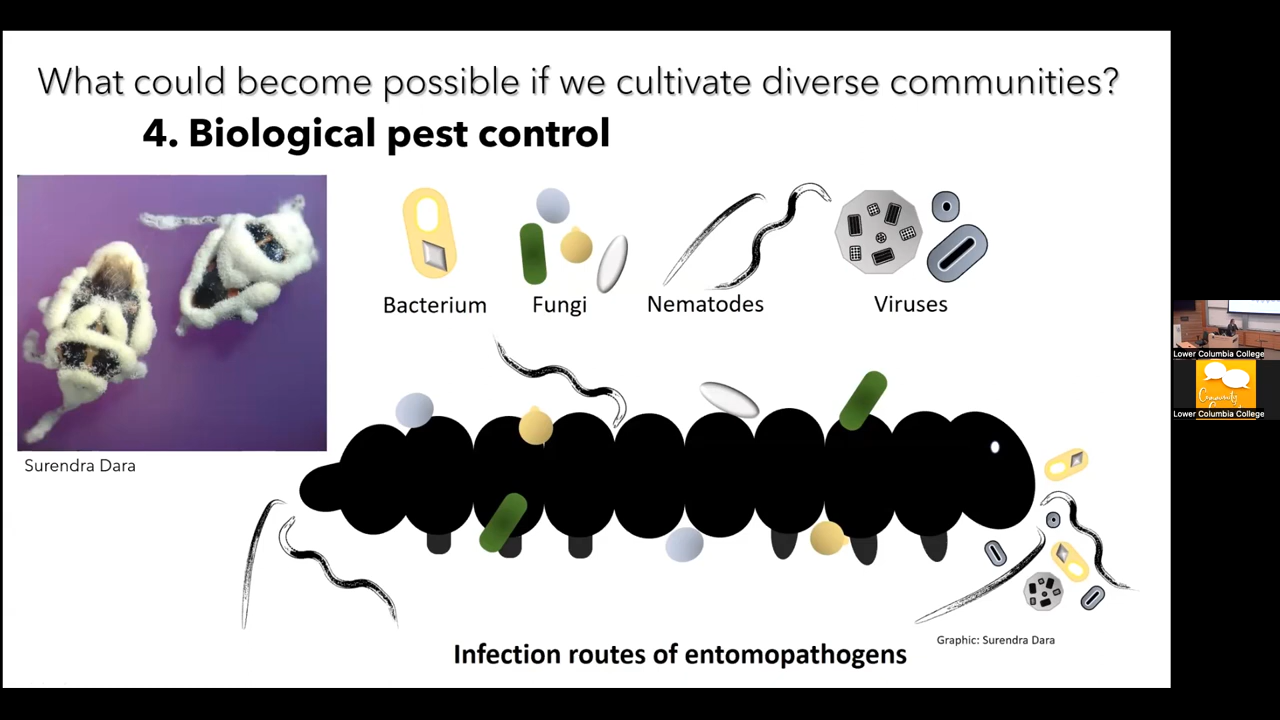 What could become possible if we cultivate diverse communities?
4. Biological pest control
Bacterium
Fungi
Nematodes
Viruses
Surendra Dara
Graphic: Surendra Dara
Infection routes of entomopathogens
Lower Columbia College
Community
Lower Columbia College